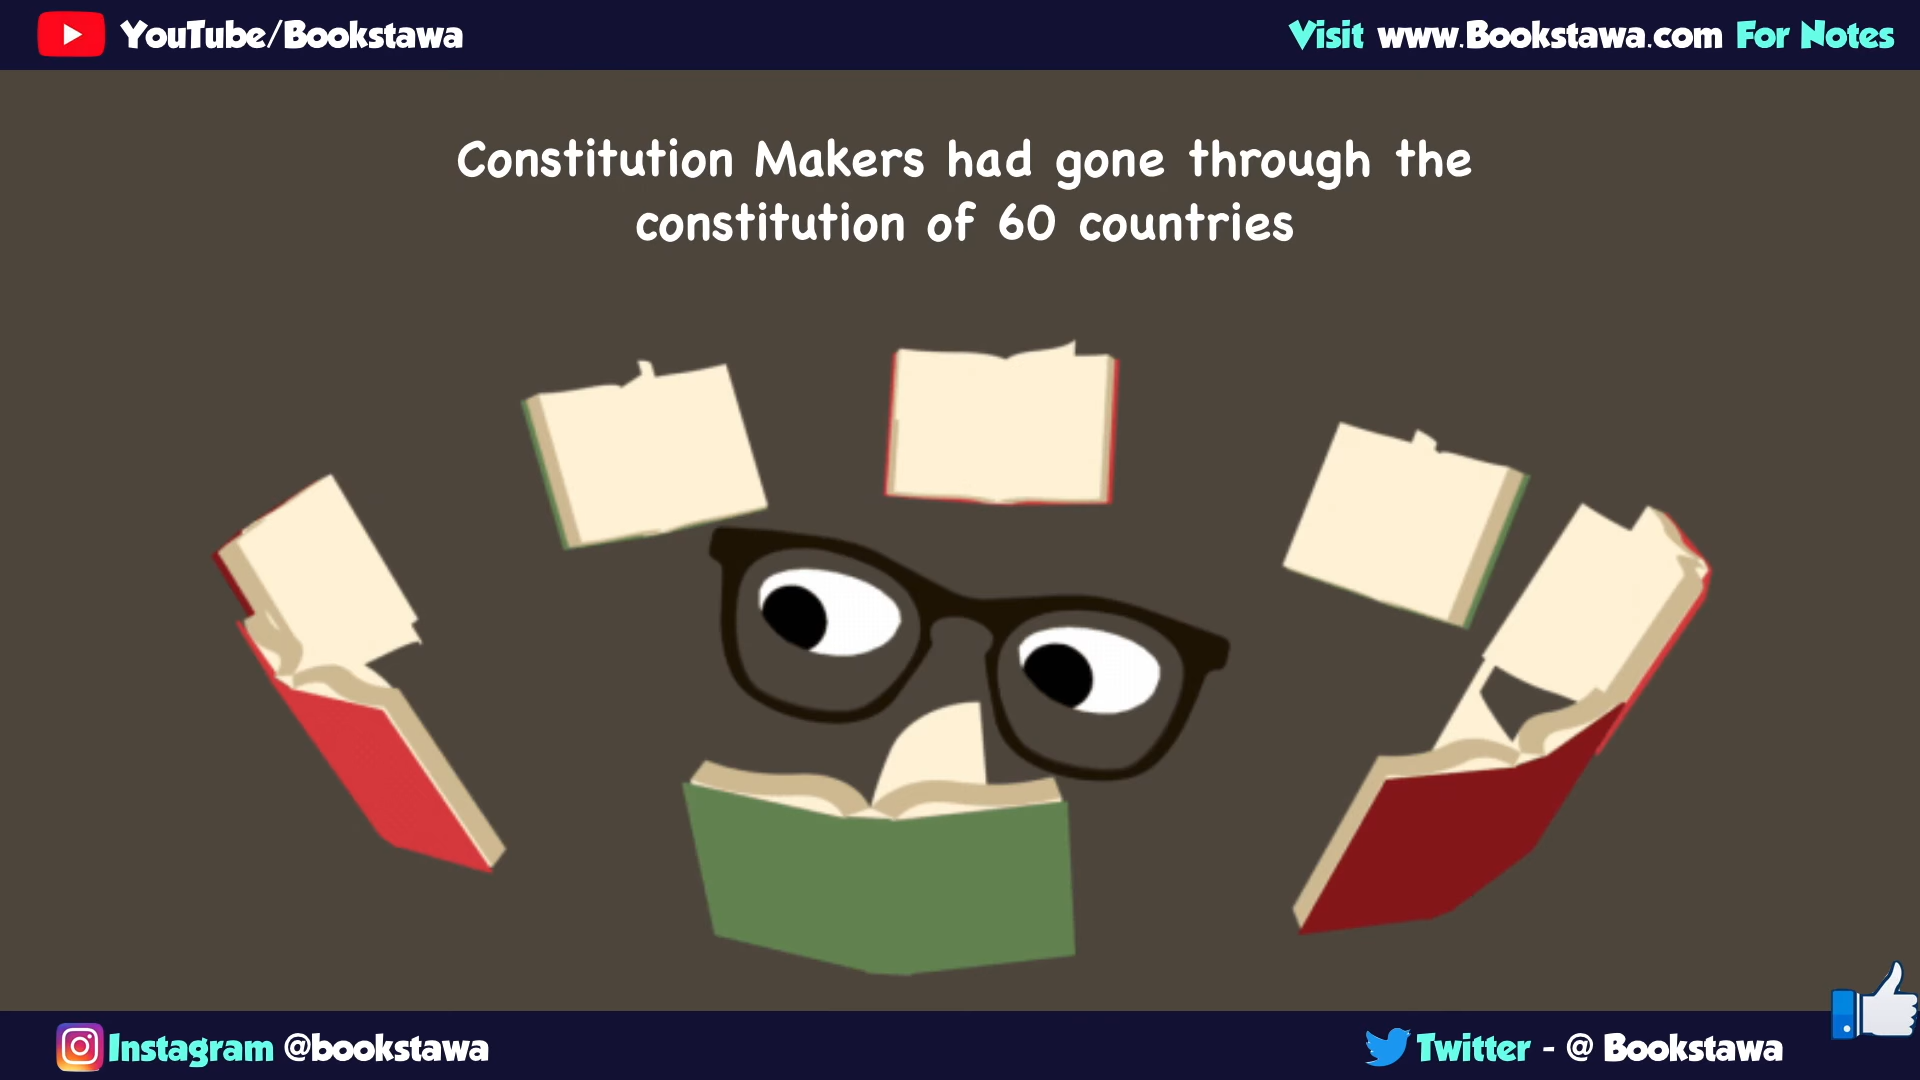 YouTube/Bookstawa
Visit www.Bookstawa.com For Notes
Constitution Makers had gone through the
constitution of 60 countries
Instagram @bookstawa
Twitter - @ Bookstawa